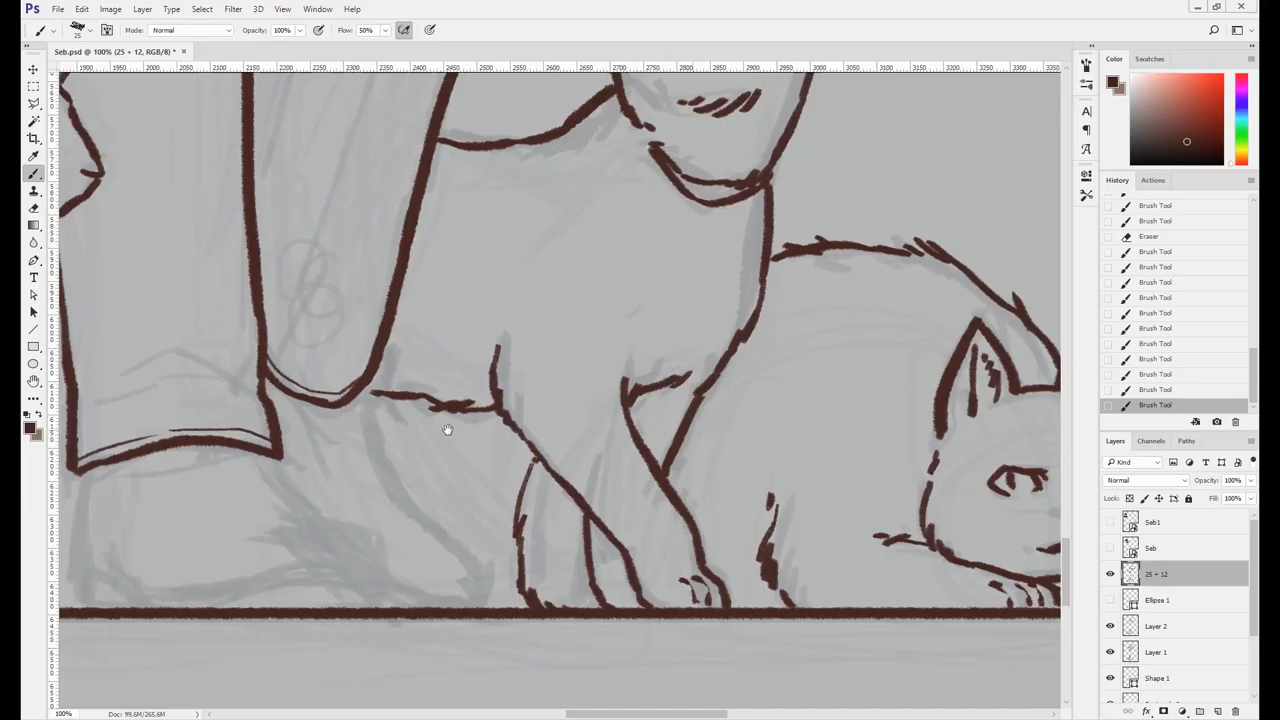 Ps File Edit Image Layer Type Select Filter 3D View Window Help
25 Mode: Normal Opacity: 100% Flow: 50%
Seb.psd @ 100% (25 + 12, RGB/8) * ×
1900 1950 2000 2050 2100 2150 2200 2250 2300 2350 2400 2450 2500 2550 2600 2650 2700 2750 2800 2850 2900 2950 3000 3050 3100 3150 3200 3250 3300 3350
Color Swatches
History Actions
Brush Tool
Brush Tool
Eraser
Brush Tool
Brush Tool
Brush Tool
Brush Tool
Brush Tool
Brush Tool
Brush Tool
Brush Tool
Brush Tool
Brush Tool
Brush Tool
Layers Channels Paths
Kind
Normal Opacity: 100%
Lock: Fill: 100%
Seb1
Seb
25 + 12
Ellipse 1
Layer 2
Layer 1
Shape 1
100% Doc: 99,6M/265,6M